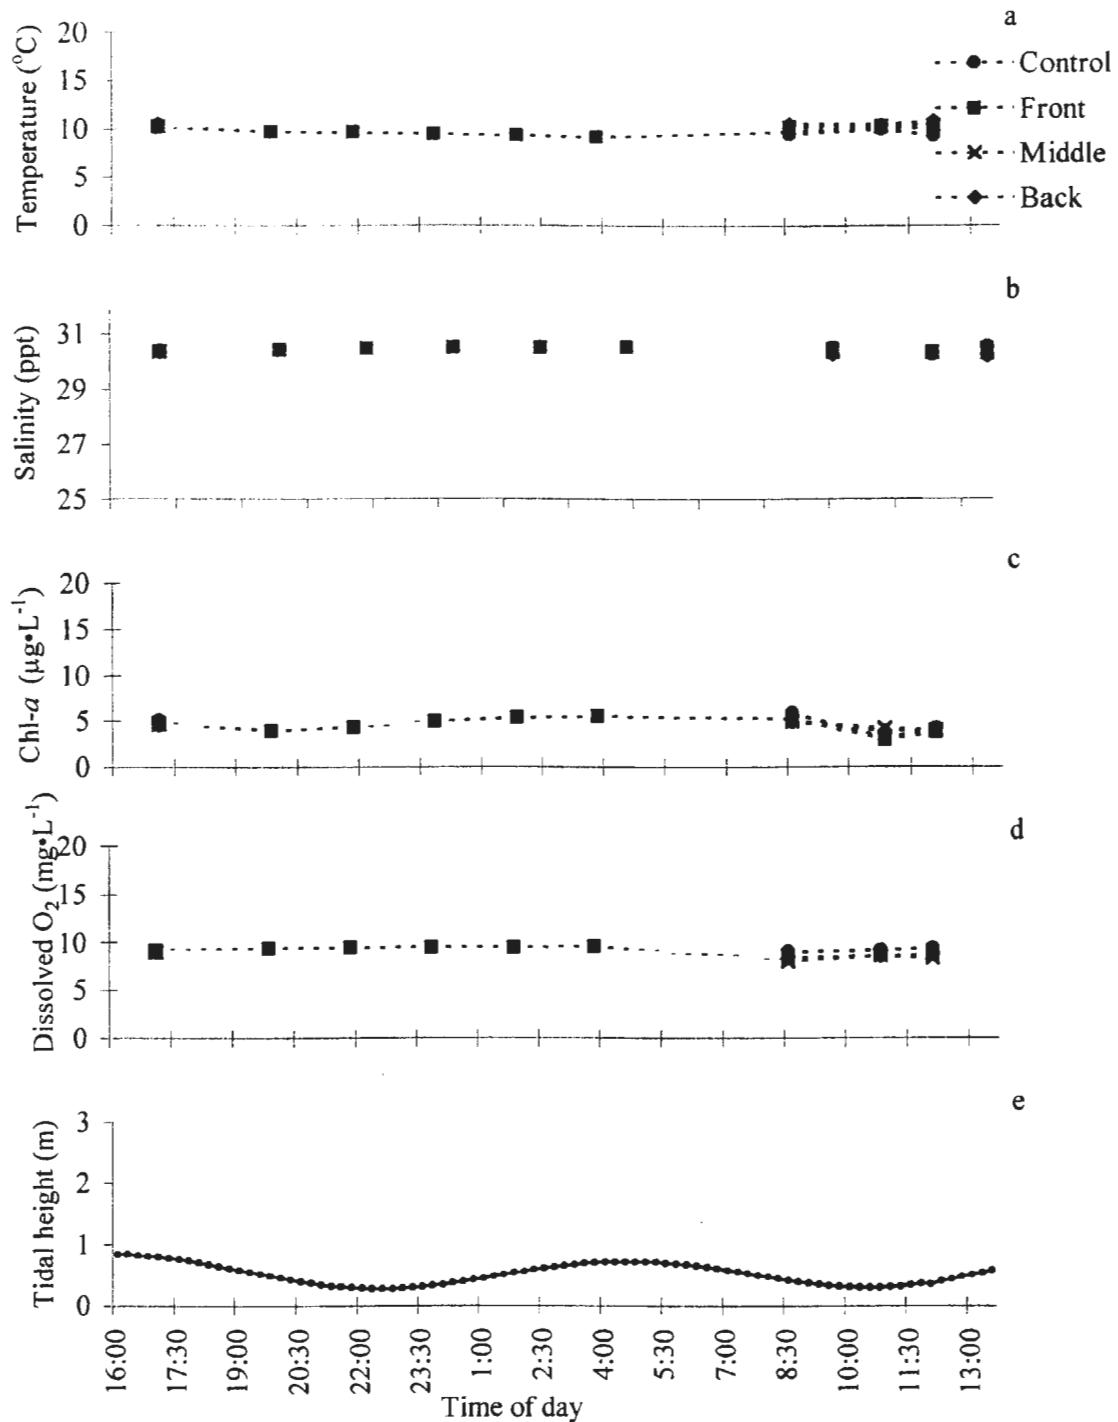 a
Temperature (°C)
20
15
10
5
0
Control
Front
Middle
Back
b
Salinity (ppt)
31
29
27
25
c
Chl-a (µg•L⁻¹)
20
15
10
5
0
d
Dissolved O₂ (mg•L⁻¹)
20
15
10
5
0
e
Tidal height (m)
3
2
1
0
16:00 17:30 19:00 20:30 22:00 23:30 1:00 2:30 4:00 5:30 7:00 8:30 10:00 11:30 13:00
Time of day